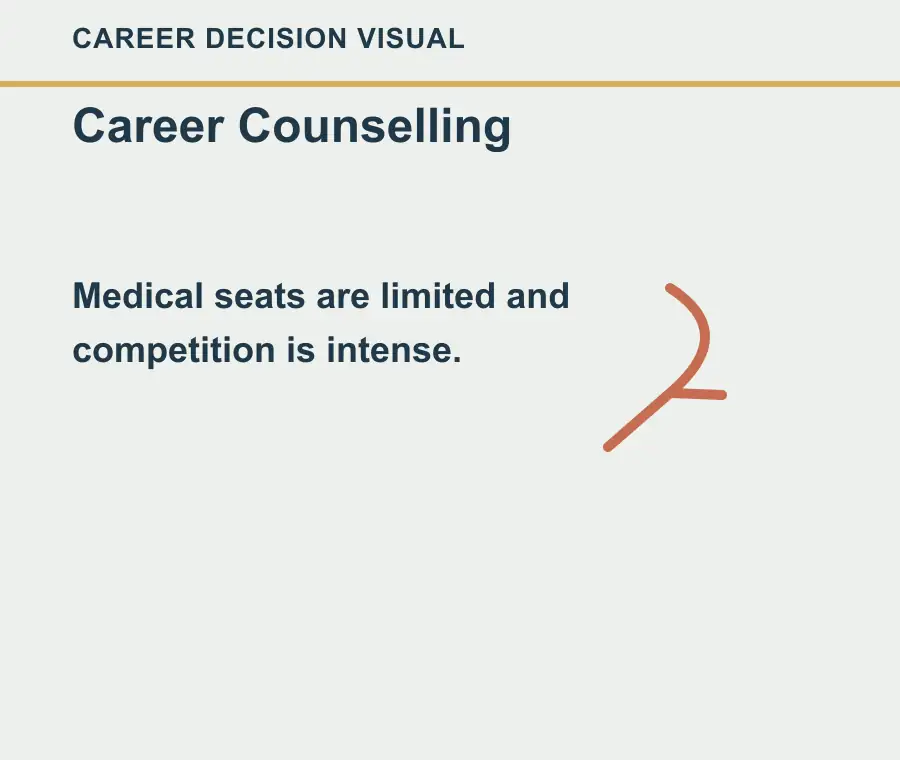 CAREER DECISION VISUAL
Career Counselling
Medical seats are limited and
competition is intense.